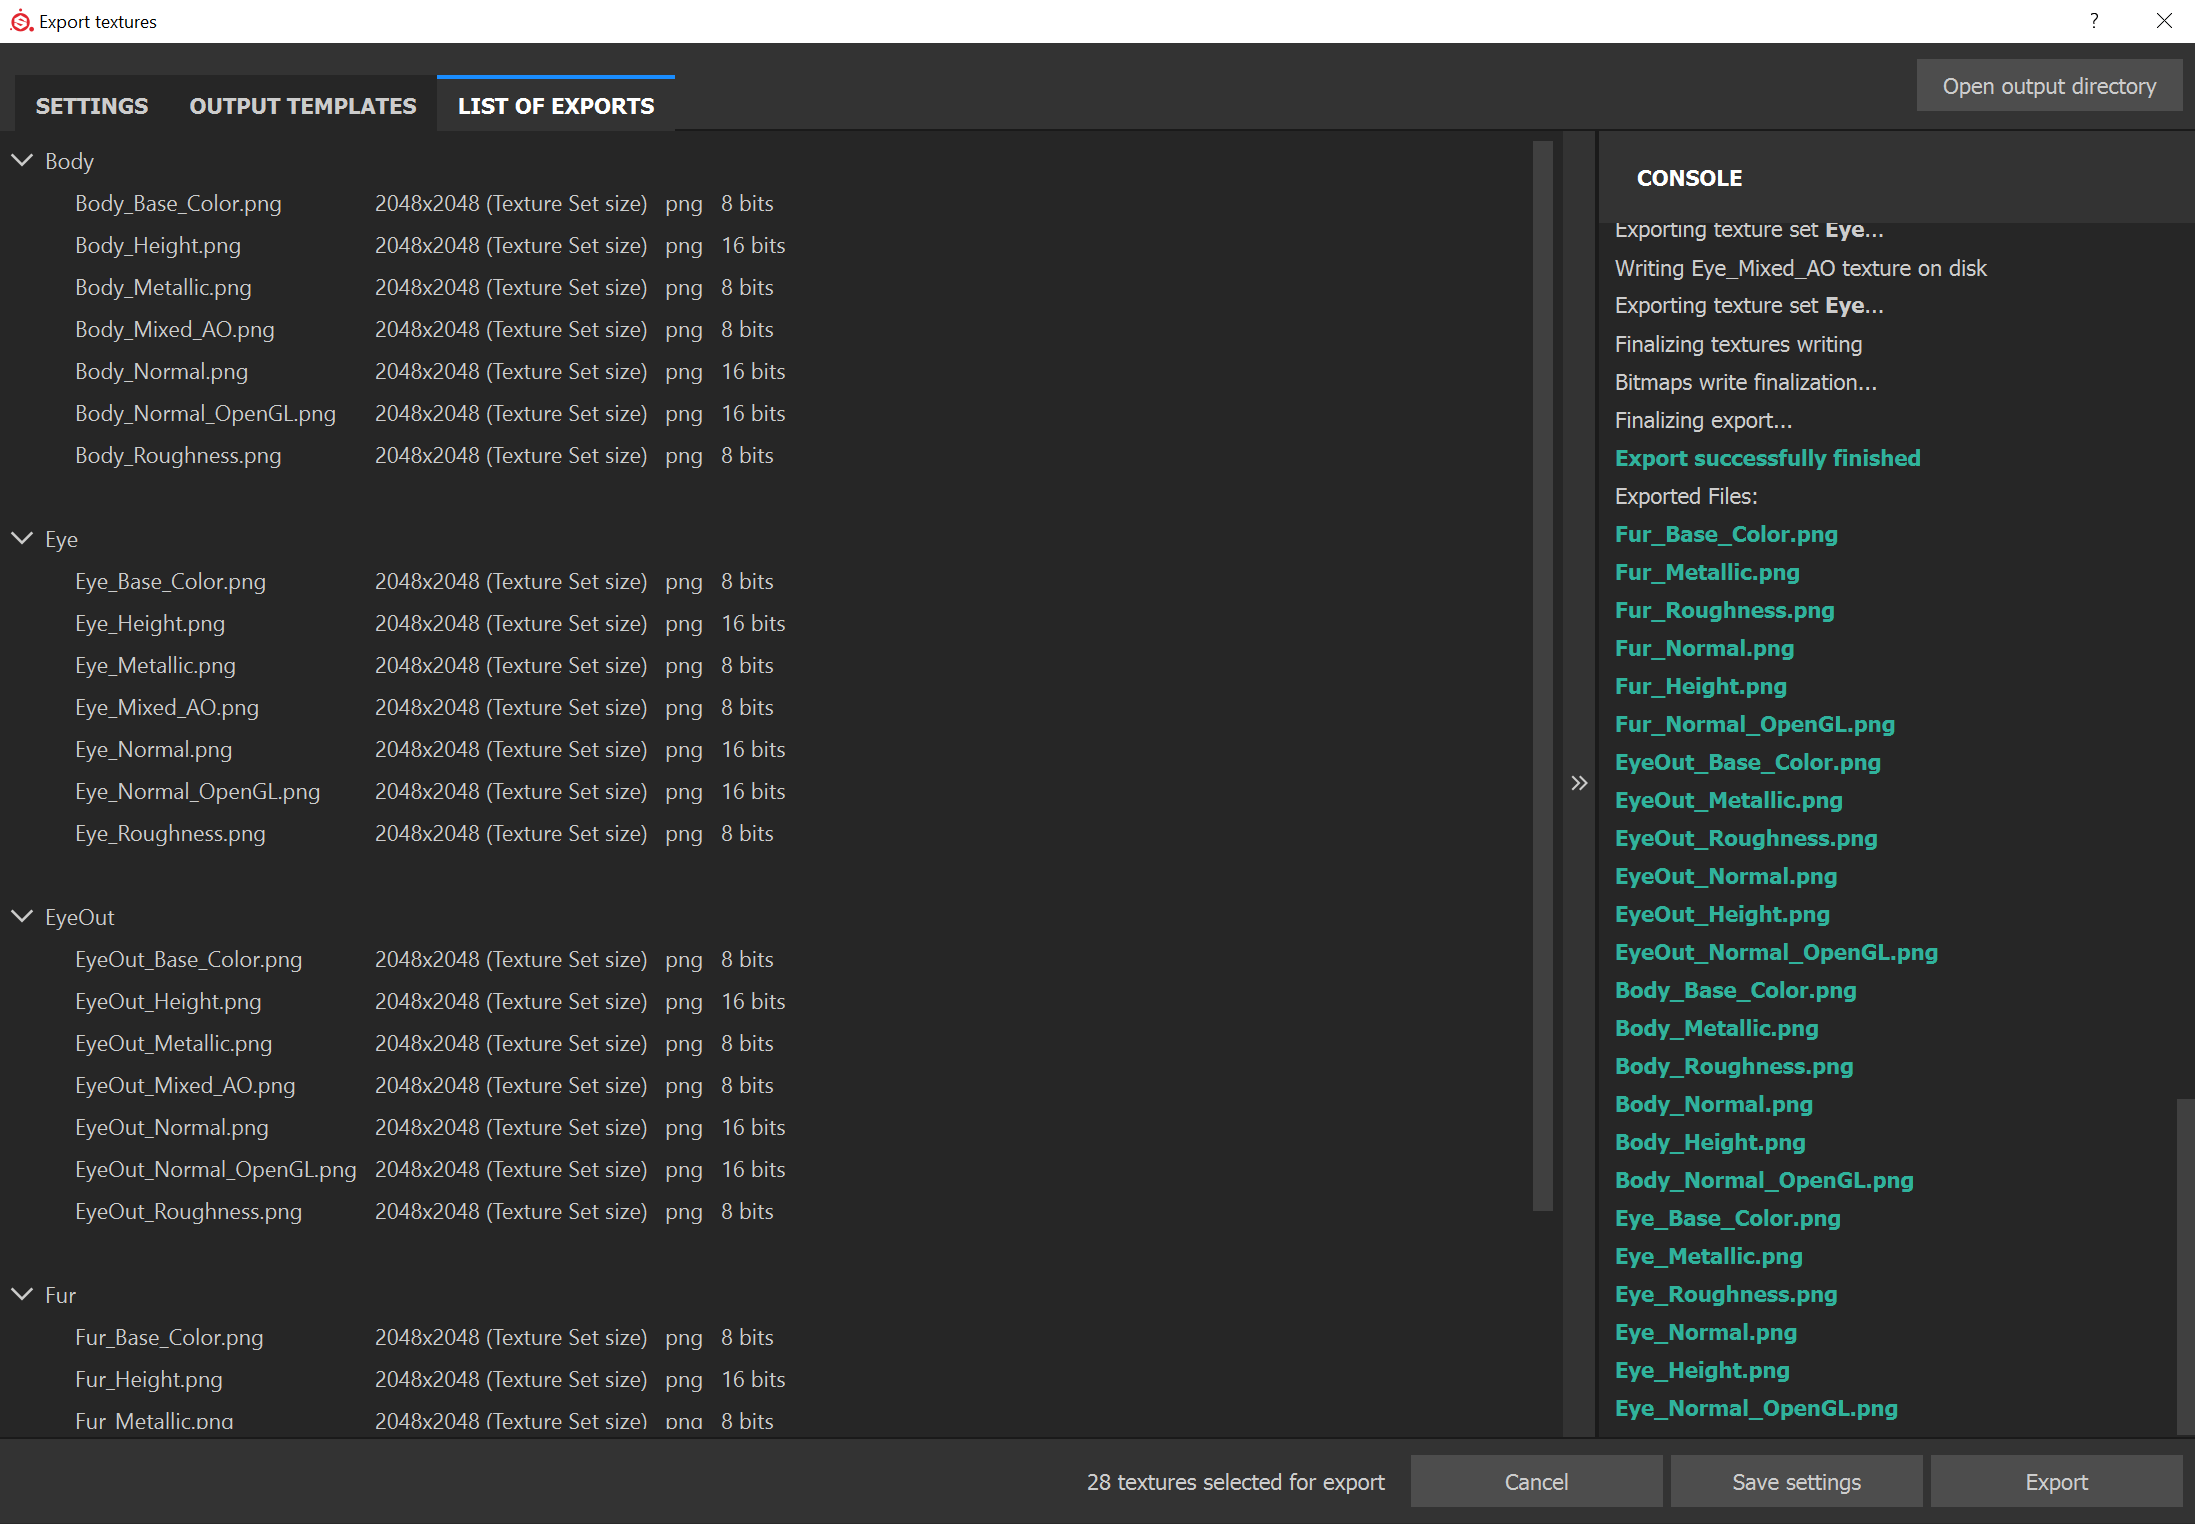 Export textures
?
SETTINGS OUTPUT TEMPLATES LIST OF EXPORTS
Open output directory
Body
Body_Base_Color.png 2048x2048 (Texture Set size) png 8 bits
Body_Height.png 2048x2048 (Texture Set size) png 16 bits
Body_Metallic.png 2048x2048 (Texture Set size) png 8 bits
Body_Mixed_AO.png 2048x2048 (Texture Set size) png 8 bits
Body_Normal.png 2048x2048 (Texture Set size) png 16 bits
Body_Normal_OpenGL.png 2048x2048 (Texture Set size) png 16 bits
Body_Roughness.png 2048x2048 (Texture Set size) png 8 bits
Eye
Eye_Base_Color.png 2048x2048 (Texture Set size) png 8 bits
Eye_Height.png 2048x2048 (Texture Set size) png 16 bits
Eye_Metallic.png 2048x2048 (Texture Set size) png 8 bits
Eye_Mixed_AO.png 2048x2048 (Texture Set size) png 8 bits
Eye_Normal.png 2048x2048 (Texture Set size) png 16 bits
Eye_Normal_OpenGL.png 2048x2048 (Texture Set size) png 16 bits
Eye_Roughness.png 2048x2048 (Texture Set size) png 8 bits
EyeOut
EyeOut_Base_Color.png 2048x2048 (Texture Set size) png 8 bits
EyeOut_Height.png 2048x2048 (Texture Set size) png 16 bits
EyeOut_Metallic.png 2048x2048 (Texture Set size) png 8 bits
EyeOut_Mixed_AO.png 2048x2048 (Texture Set size) png 8 bits
EyeOut_Normal.png 2048x2048 (Texture Set size) png 16 bits
EyeOut_Normal_OpenGL.png 2048x2048 (Texture Set size) png 16 bits
EyeOut_Roughness.png 2048x2048 (Texture Set size) png 8 bits
Fur
Fur_Base_Color.png 2048x2048 (Texture Set size) png 8 bits
Fur_Height.png 2048x2048 (Texture Set size) png 16 bits
Fur_Metallic.png 2048x2048 (Texture Set size) png 8 bits
CONSOLE
Exporting texture set Eye...
Writing Eye_Mixed_AO texture on disk
Exporting texture set Eye...
Finalizing textures writing
Bitmaps write finalization...
Finalizing export...
Export successfully finished
Exported Files:
Fur_Base_Color.png
Fur_Metallic.png
Fur_Roughness.png
Fur_Normal.png
Fur_Height.png
Fur_Normal_OpenGL.png
EyeOut_Base_Color.png
EyeOut_Metallic.png
EyeOut_Roughness.png
EyeOut_Normal.png
EyeOut_Height.png
EyeOut_Normal_OpenGL.png
Body_Base_Color.png
Body_Metallic.png
Body_Roughness.png
Body_Normal.png
Body_Height.png
Body_Normal_OpenGL.png
Eye_Base_Color.png
Eye_Metallic.png
Eye_Roughness.png
Eye_Normal.png
Eye_Height.png
Eye_Normal_OpenGL.png
28 textures selected for export
Cancel
Save settings
Export